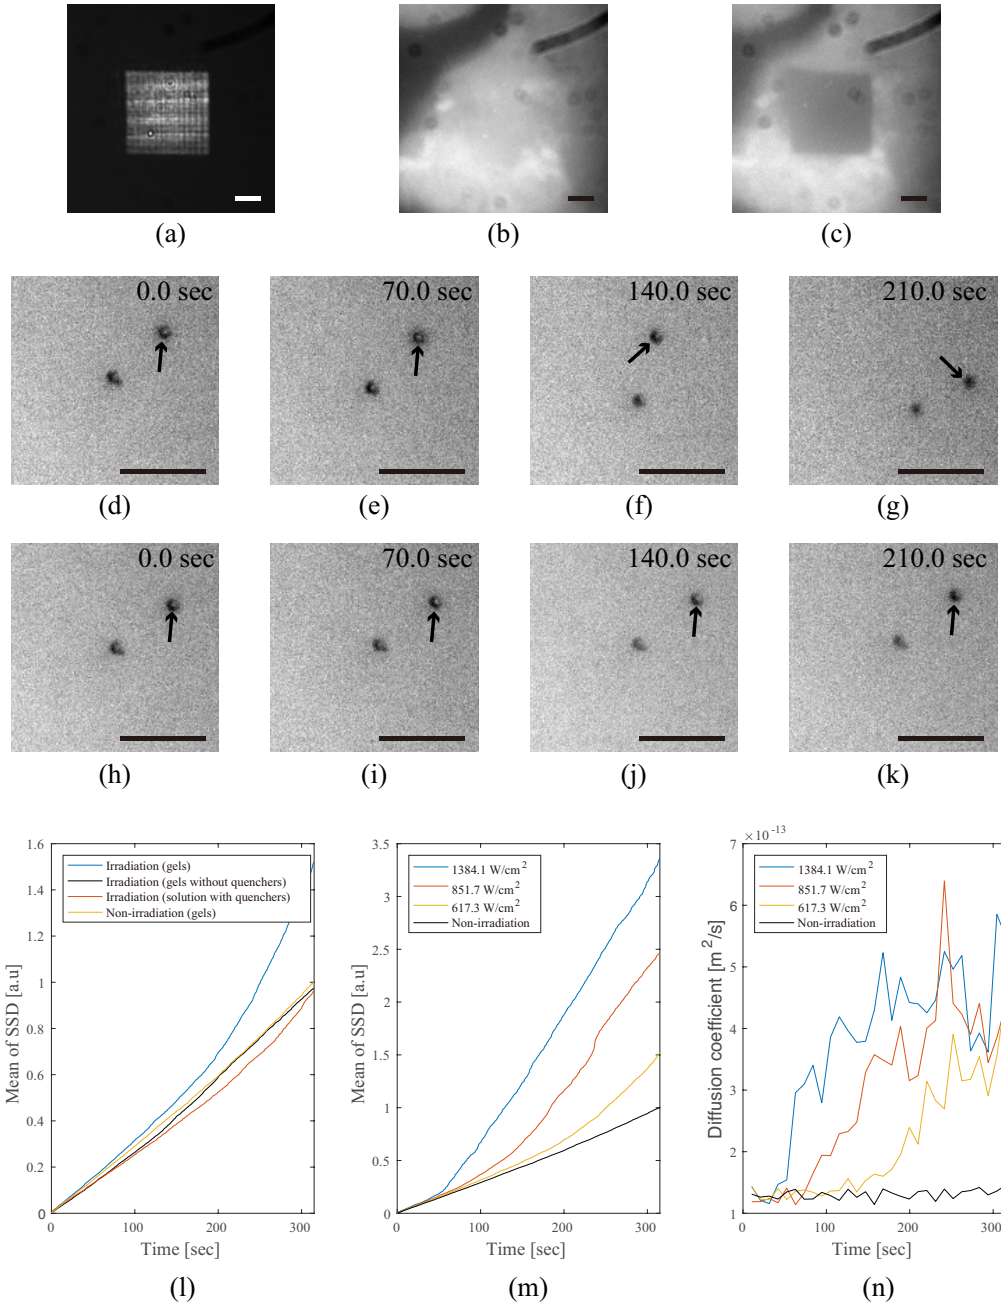 (a)
(b)
(c)
0.0 sec
70.0 sec
140.0 sec
210.0 sec
(d)
(e)
(f)
(g)
0.0 sec
70.0 sec
140.0 sec
210.0 sec
(h)
(i)
(j)
(k)
Mean of SSD [a.u]
1.6
1.4
1.2
1
0.8
0.6
0.4
0.2
0
Irradiation (gels)
Irradiation (gels without quenchers)
Irradiation (solution with quenchers)
Non-irradiation (gels)
0 100 200 300
Time [sec]
(l)
Mean of SSD [a.u]
3.5
3
2.5
2
1.5
1
0.5
0
1384.1 W/cm²
851.7 W/cm²
617.3 W/cm²
Non-irradiation
0 100 200 300
Time [sec]
(m)
×10⁻¹³
Diffusion coefficient [m²/s]
7
6
5
4
3
2
1
1384.1 W/cm²
851.7 W/cm²
617.3 W/cm²
Non-irradiation
0 100 200 300
Time [sec]
(n)